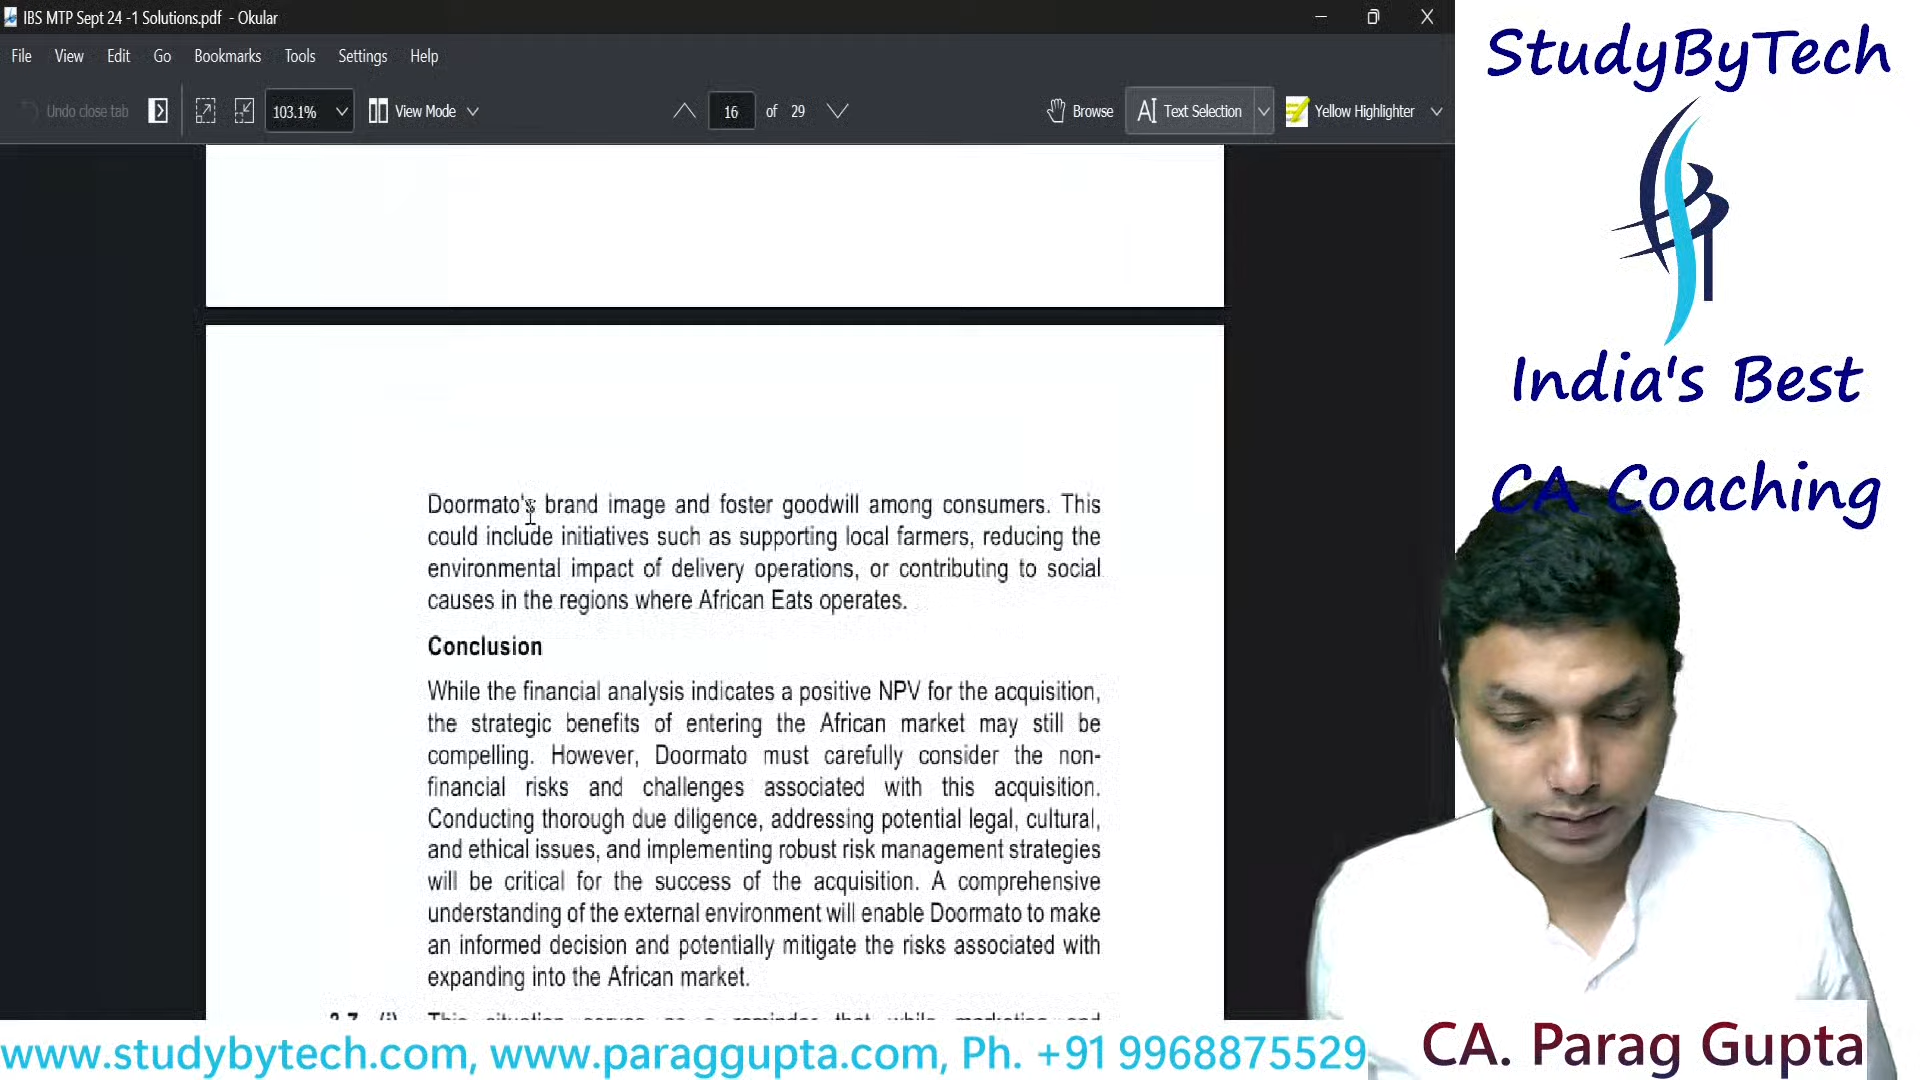 IBS MTP Sept 24 -1 Solutions.pdf - Okular
File View Edit Go Bookmarks Tools Settings Help
Undo close tab 103.1% View Mode 16 of 29 Browse Text Selection Yellow Highlighter
Doormato's brand image and foster goodwill among consumers. This
could include initiatives such as supporting local farmers, reducing the
environmental impact of delivery operations, or contributing to social
causes in the regions where African Eats operates.
Conclusion
While the financial analysis indicates a positive NPV for the acquisition,
the strategic benefits of entering the African market may still be
compelling. However, Doormato must carefully consider the non-
financial risks and challenges associated with this acquisition.
Conducting thorough due diligence, addressing potential legal, cultural,
and ethical issues, and implementing robust risk management strategies
will be critical for the success of the acquisition. A comprehensive
understanding of the external environment will enable Doormato to make
an informed decision and potentially mitigate the risks associated with
expanding into the African market.
(i) This situation serves as a reminder that while marketing and
StudyByTech
India's Best
CA Coaching
www.studybytech.com, www.paraggupta.com, Ph. +91 9968875529
CA. Parag Gupta